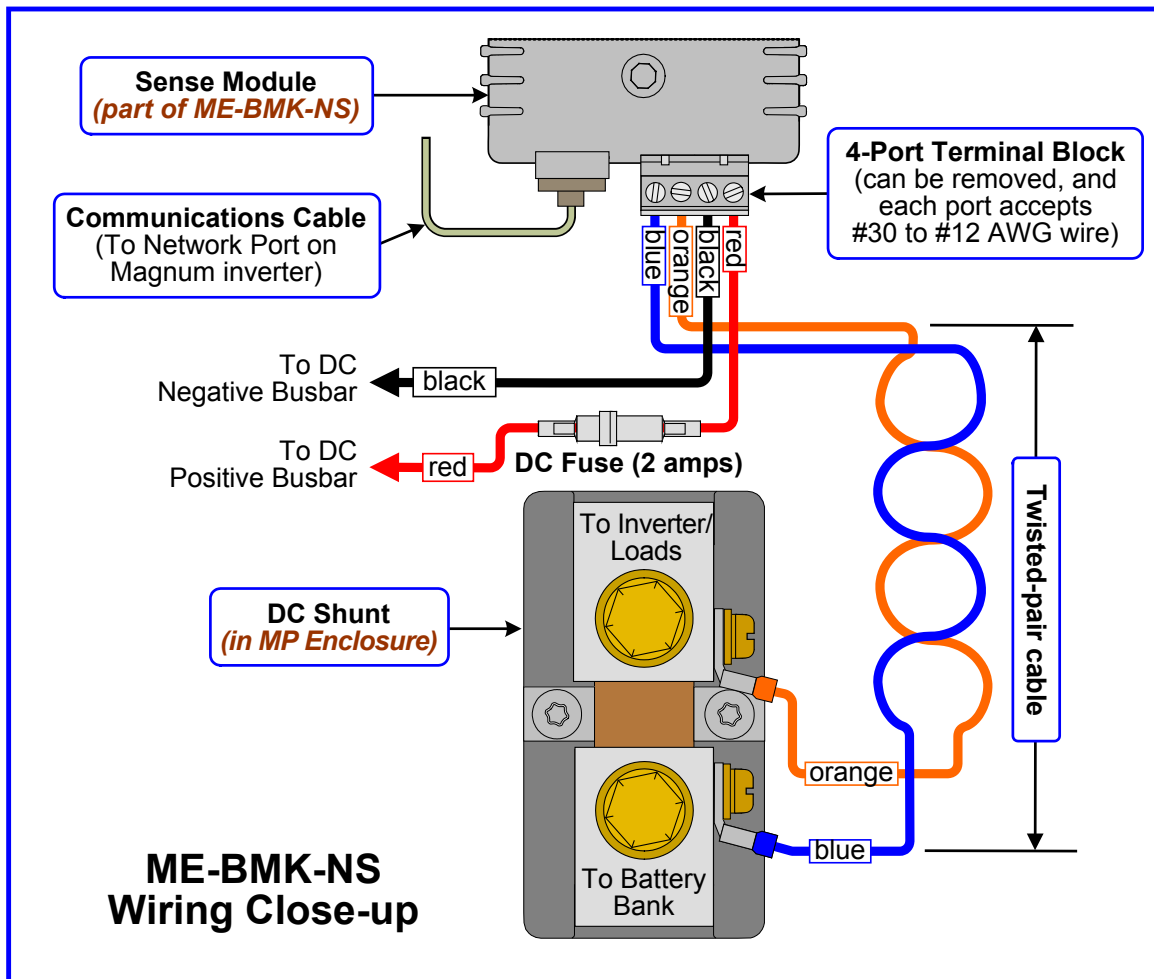 Sense Module
(part of ME-BMK-NS)
4-Port Terminal Block
(can be removed, and
each port accepts
#30 to #12 AWG wire)
Communications Cable
(To Network Port on
Magnum inverter)
blue
orange
black
red
To DC
Negative Busbar
black
To DC
Positive Busbar
red
DC Fuse (2 amps)
Twisted-pair cable
To Inverter/
Loads
DC Shunt
(in MP Enclosure)
orange
blue
To Battery
Bank
ME-BMK-NS
Wiring Close-up